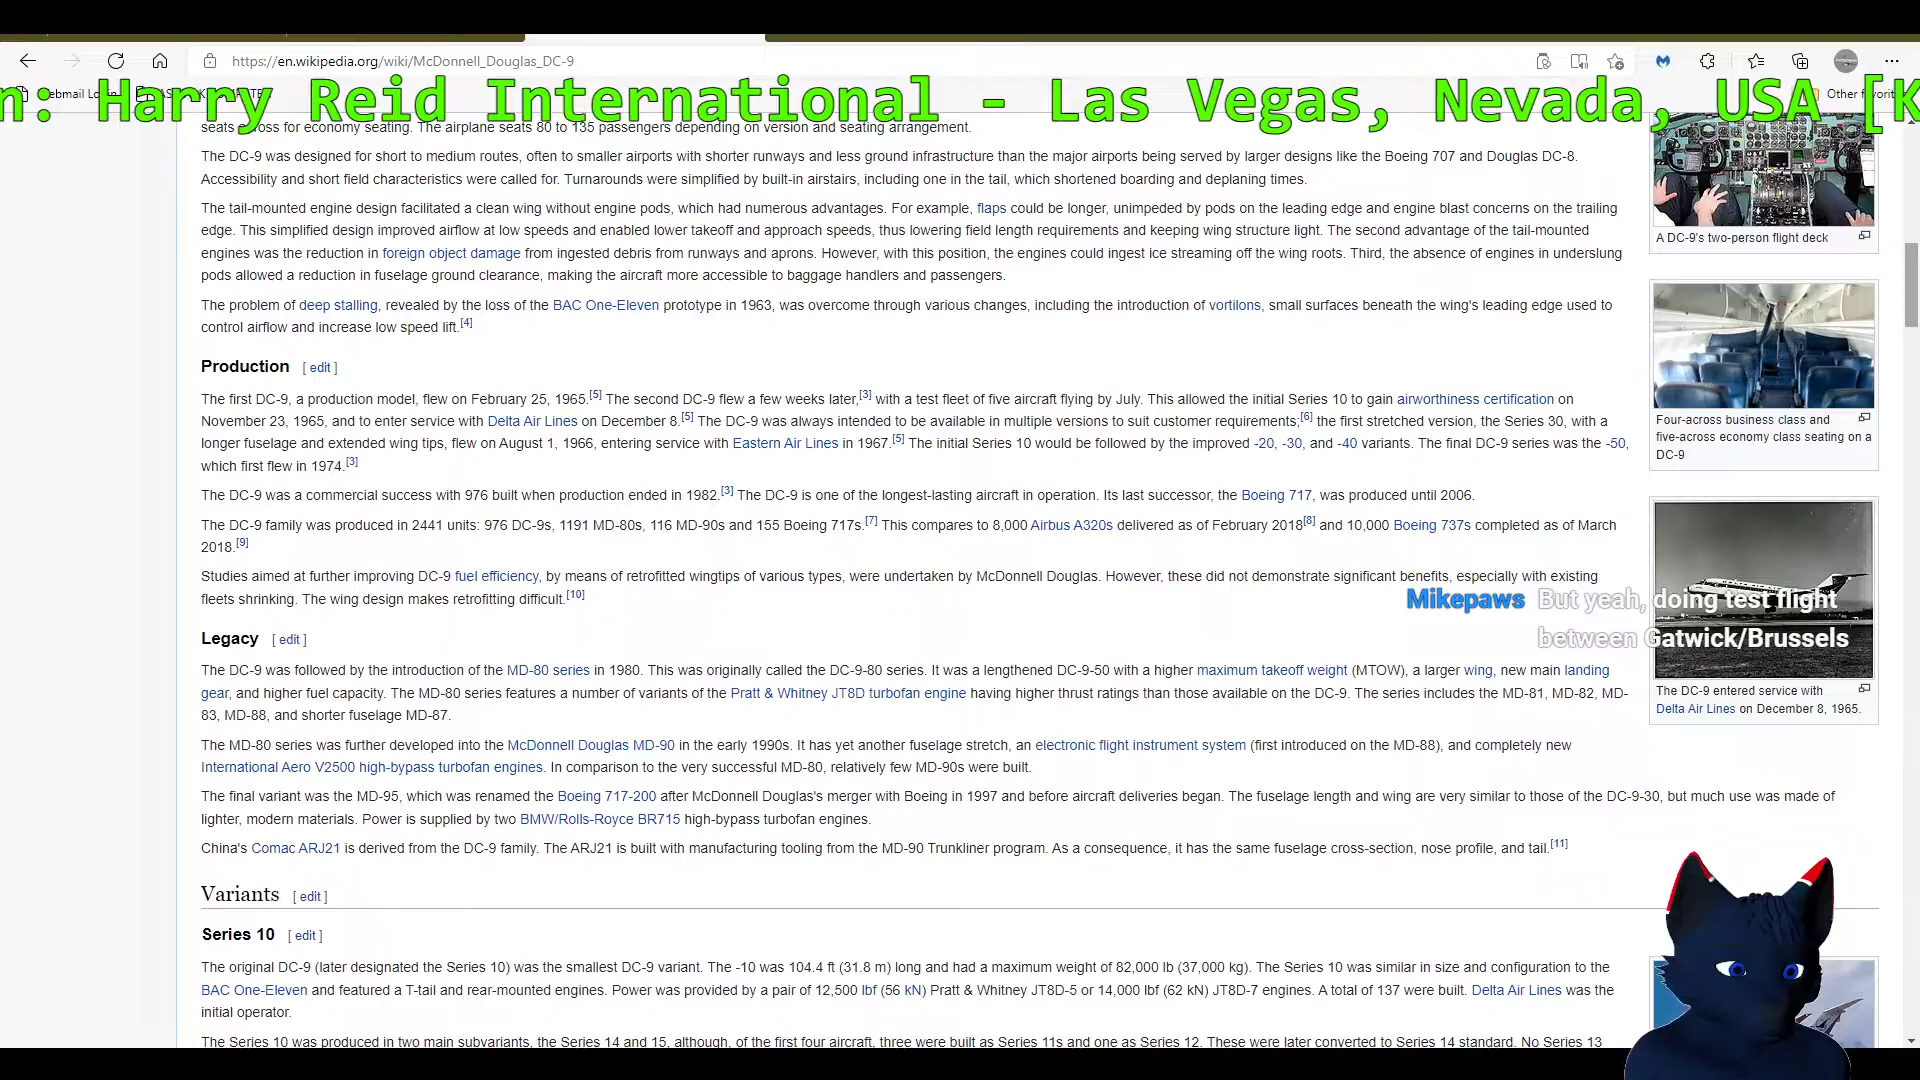 https://en.wikipedia.org/wiki/McDonnell_Douglas_DC-9
n: Harry Reid International - Las Vegas, Nevada, USA [K
Other favorit
seats across for economy seating. The airplane seats 80 to 135 passengers depending on version and seating arrangement.
The DC-9 was designed for short to medium routes, often to smaller airports with shorter runways and less ground infrastructure than the major airports being served by larger designs like the Boeing 707 and Douglas DC-8.
Accessibility and short field characteristics were called for. Turnarounds were simplified by built-in airstairs, including one in the tail, which shortened boarding and deplaning times.
The tail-mounted engine design facilitated a clean wing without engine pods, which had numerous advantages. For example, flaps could be longer, unimpeded by pods on the leading edge and engine blast concerns on the trailing
edge. This simplified design improved airflow at low speeds and enabled lower takeoff and approach speeds, thus lowering field length requirements and keeping wing structure light. The second advantage of the tail-mounted
engines was the reduction in foreign object damage from ingested debris from runways and aprons. However, with this position, the engines could ingest ice streaming off the wing roots. Third, the absence of engines in underslung
pods allowed a reduction in fuselage ground clearance, making the aircraft more accessible to baggage handlers and passengers.
The problem of deep stalling, revealed by the loss of the BAC One-Eleven prototype in 1963, was overcome through various changes, including the introduction of vortilons, small surfaces beneath the wing's leading edge used to
control airflow and increase low speed lift.[4]
Production [ edit ]
The first DC-9, a production model, flew on February 25, 1965.[5] The second DC-9 flew a few weeks later,[3] with a test fleet of five aircraft flying by July. This allowed the initial Series 10 to gain airworthiness certification on
November 23, 1965, and to enter service with Delta Air Lines on December 8.[5] The DC-9 was always intended to be available in multiple versions to suit customer requirements;[6] the first stretched version, the Series 30, with a
longer fuselage and extended wing tips, flew on August 1, 1966, entering service with Eastern Air Lines in 1967.[5] The initial Series 10 would be followed by the improved -20, -30, and -40 variants. The final DC-9 series was the -50,
which first flew in 1974.[3]
The DC-9 was a commercial success with 976 built when production ended in 1982.[3] The DC-9 is one of the longest-lasting aircraft in operation. Its last successor, the Boeing 717, was produced until 2006.
The DC-9 family was produced in 2441 units: 976 DC-9s, 1191 MD-80s, 116 MD-90s and 155 Boeing 717s.[7] This compares to 8,000 Airbus A320s delivered as of February 2018[8] and 10,000 Boeing 737s completed as of March
2018.[9]
Studies aimed at further improving DC-9 fuel efficiency, by means of retrofitted wingtips of various types, were undertaken by McDonnell Douglas. However, these did not demonstrate significant benefits, especially with existing
fleets shrinking. The wing design makes retrofitting difficult.[10]
Legacy [ edit ]
The DC-9 was followed by the introduction of the MD-80 series in 1980. This was originally called the DC-9-80 series. It was a lengthened DC-9-50 with a higher maximum takeoff weight (MTOW), a larger wing, new main landing
gear, and higher fuel capacity. The MD-80 series features a number of variants of the Pratt & Whitney JT8D turbofan engine having higher thrust ratings than those available on the DC-9. The series includes the MD-81, MD-82, MD-
83, MD-88, and shorter fuselage MD-87.
The MD-80 series was further developed into the McDonnell Douglas MD-90 in the early 1990s. It has yet another fuselage stretch, an electronic flight instrument system (first introduced on the MD-88), and completely new
International Aero V2500 high-bypass turbofan engines. In comparison to the very successful MD-80, relatively few MD-90s were built.
The final variant was the MD-95, which was renamed the Boeing 717-200 after McDonnell Douglas's merger with Boeing in 1997 and before aircraft deliveries began. The fuselage length and wing are very similar to those of the DC-9-30, but much use was made of
lighter, modern materials. Power is supplied by two BMW/Rolls-Royce BR715 high-bypass turbofan engines.
China's Comac ARJ21 is derived from the DC-9 family. The ARJ21 is built with manufacturing tooling from the MD-90 Trunkliner program. As a consequence, it has the same fuselage cross-section, nose profile, and tail.[11]
Variants [ edit ]
Series 10 [ edit ]
The original DC-9 (later designated the Series 10) was the smallest DC-9 variant. The -10 was 104.4 ft (31.8 m) long and had a maximum weight of 82,000 lb (37,000 kg). The Series 10 was similar in size and configuration to the
BAC One-Eleven and featured a T-tail and rear-mounted engines. Power was provided by a pair of 12,500 lbf (56 kN) Pratt & Whitney JT8D-5 or 14,000 lbf (62 kN) JT8D-7 engines. A total of 137 were built. Delta Air Lines was the
initial operator.
The Series 10 was produced in two main subvariants, the Series 14 and 15, although, of the first four aircraft, three were built as Series 11s and one as Series 12. These were later converted to Series 14 standard. No Series 13
A DC-9's two-person flight deck
Four-across business class and
five-across economy class seating on a
DC-9
Mikepaws But yeah, doing test flight
between Gatwick/Brussels
The DC-9 entered service with
Delta Air Lines on December 8, 1965.